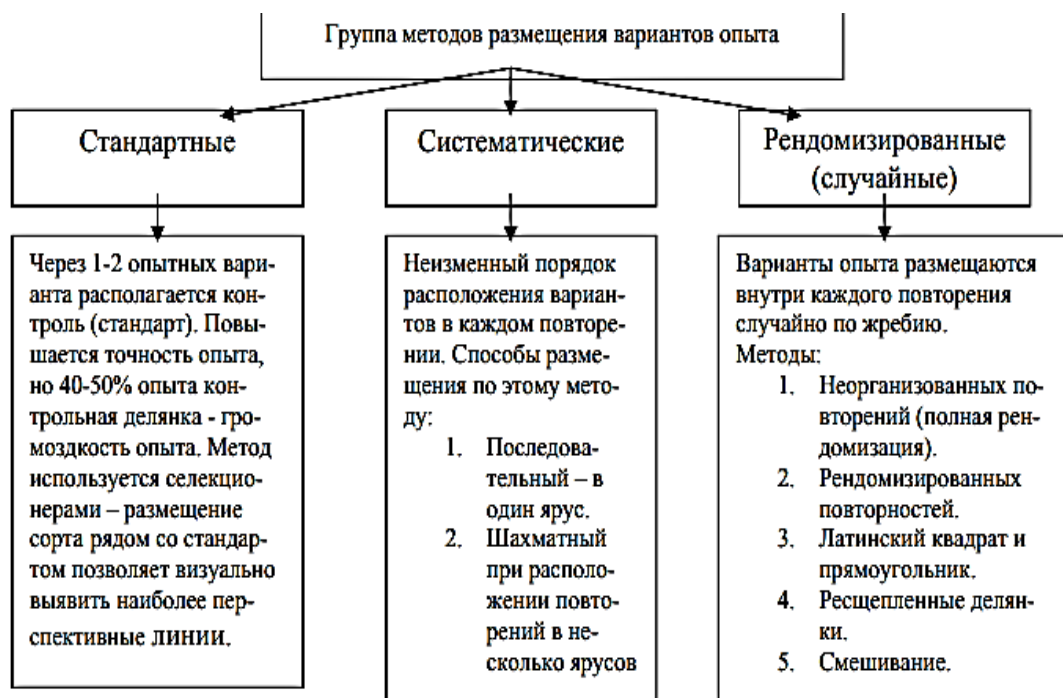 Группа методов размещения вариантов опыта
Стандартные
Систематические
Рендомизированные
(случайные)
Через 1-2 опытных вари-
анта располагается кон-
троль (стандарт). Повы-
шается точность опыта,
но 40-50% опыта кон-
трольная делянка - гро-
моздкость опыта. Метод
используется селекцио-
нерами – размещение
сорта рядом со стандар-
том позволяет визуально
выявить наиболее пер-
спективные линии.
Неизменный порядок
расположения вариан-
тов в каждом повторе-
нии. Способы разме-
щения по этому мето-
ду:
1. Последова-
тельный – в
один ярус.
2. Шахматный
при располо-
жении повто-
рений в не-
сколько ярусов
Варианты опыта размещаются
внутри каждого повторения
случайно по жребию.
Методы:
1. Неорганизованных по-
вторений (полная рен-
домизация).
2. Рендомизированных
повторностей.
3. Латинский квадрат и
прямоугольник.
4. Ресщепленные делян-
ки.
5. Смешивание.